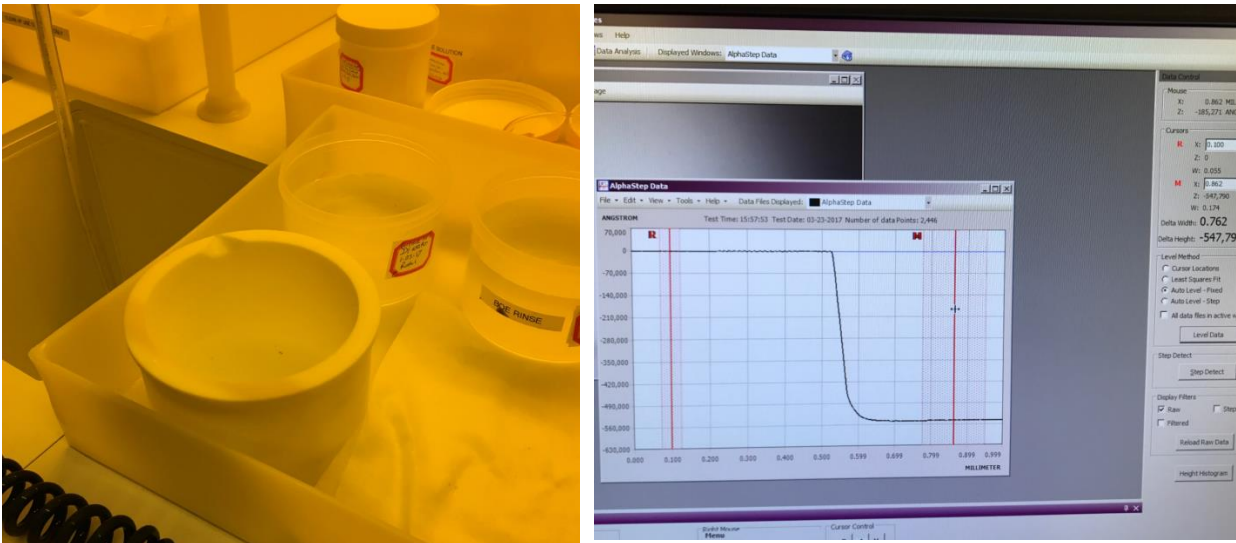 SOLUTION
BOE RINSE
ws Help
Data Analysis Displayed Windows: AlphaStep Data
age
AlphaStep Data
File Edit View Tools Help Data Files Displayed: AlphaStep Data
ANGSTROM Test Time: 15:57:53 Test Date: 03-23-2017 Number of data Points: 2,446
R M
70,000
0
-70,000
-140,000
-210,000
-280,000
-350,000
-420,000
-490,000
-560,000
-630,000
0.000 0.100 0.200 0.300 0.400 0.500 0.599 0.699 0.799 0.899 0.999
MILLIMETER
Data Control
Mouse
X: 0.862 MIL
Z: -185,271 ANG
Cursors
R X: 0.100
Z: 0
W: 0.055
M X: 0.862
Z: -547,790
W: 0.174
Delta Width: 0.762
Delta Height: -547,79
Level Method
Cursor Locations
Least Squares Fit
Auto Level - Fixed
Auto Level - Step
All data files in active w
Level Data
Step Detect
Step Detect
Display Filters
Raw Step
Filtered
Reload Raw Data
Height Histogram
Right Mouse
Menu
Cursor Control